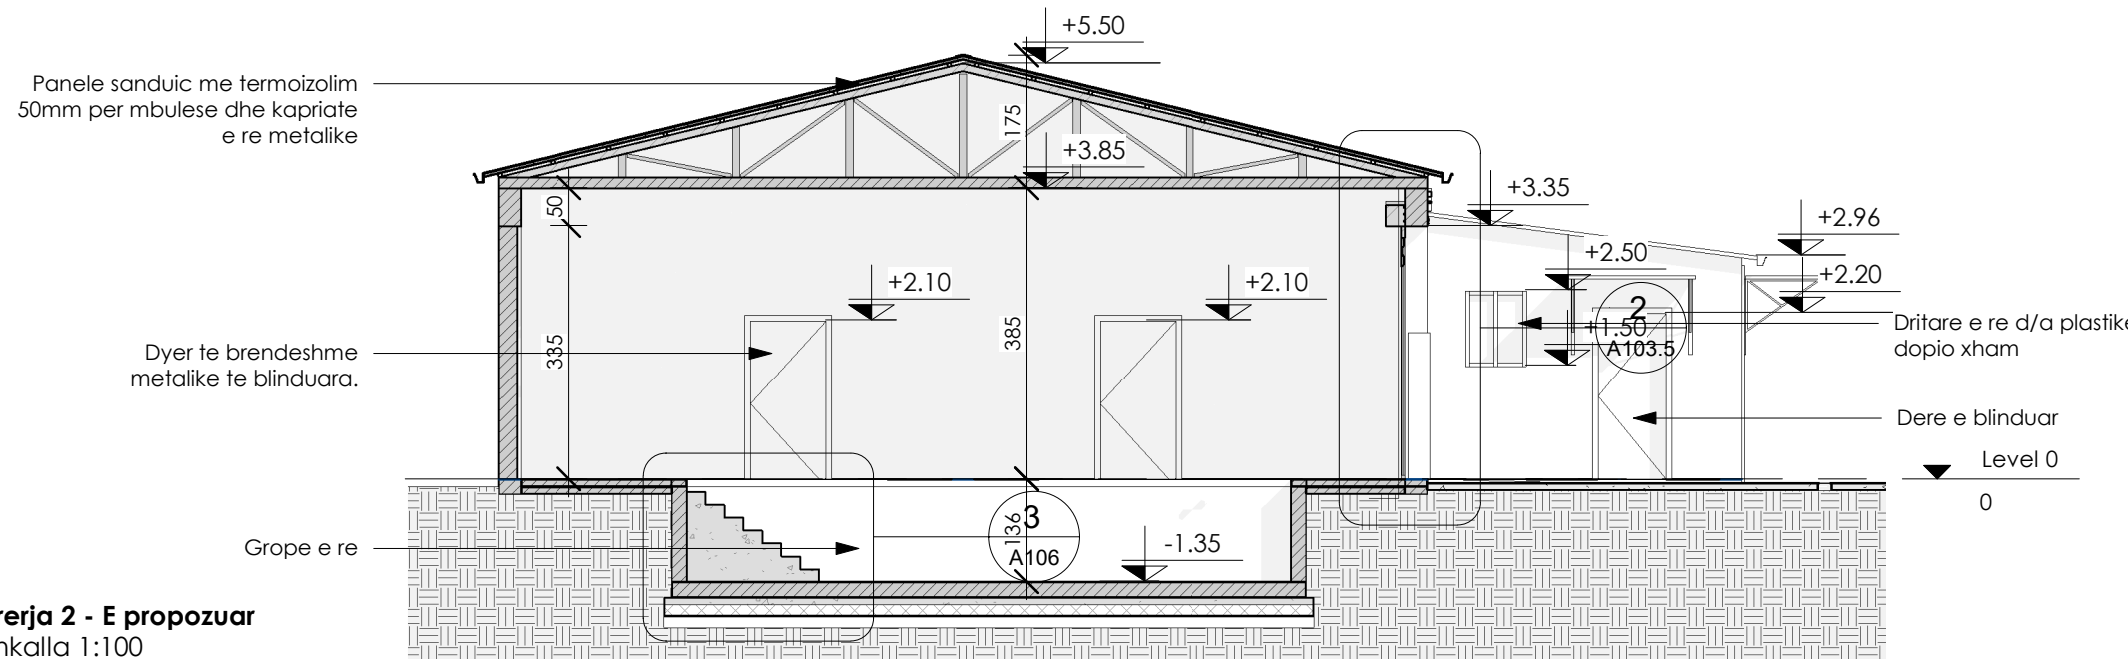 +5.50
Panele sanduic me termoizolim
50mm per mbulese dhe kapriate
e re metalike
175
+3.85
+3.35
50
+2.96
+2.50
+2.20
+2.10
+2.10
2
+1.50
A103.5
Dritare e re d/a plastike
dopio xham
335
385
Dyer te brendeshme
metalike te blinduara.
Dere e blinduar
Level 0
0
3
136
A106
-1.35
Grope e re
rerja 2 - E propozuar
hkalla 1:100